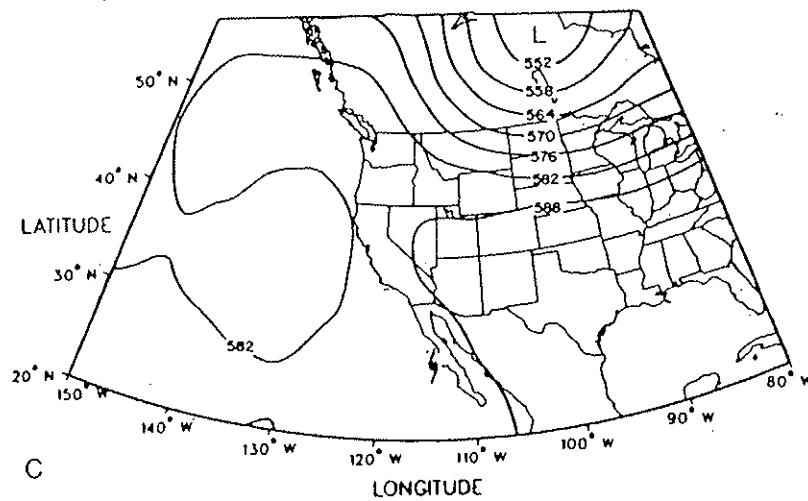 L
552
558
564
570
576
582
588
582
50° N
40° N
LATITUDE
30° N
20° N
150° W
140° W
130° W
120° W
110° W
100° W
90° W
80° W
C
LONGITUDE